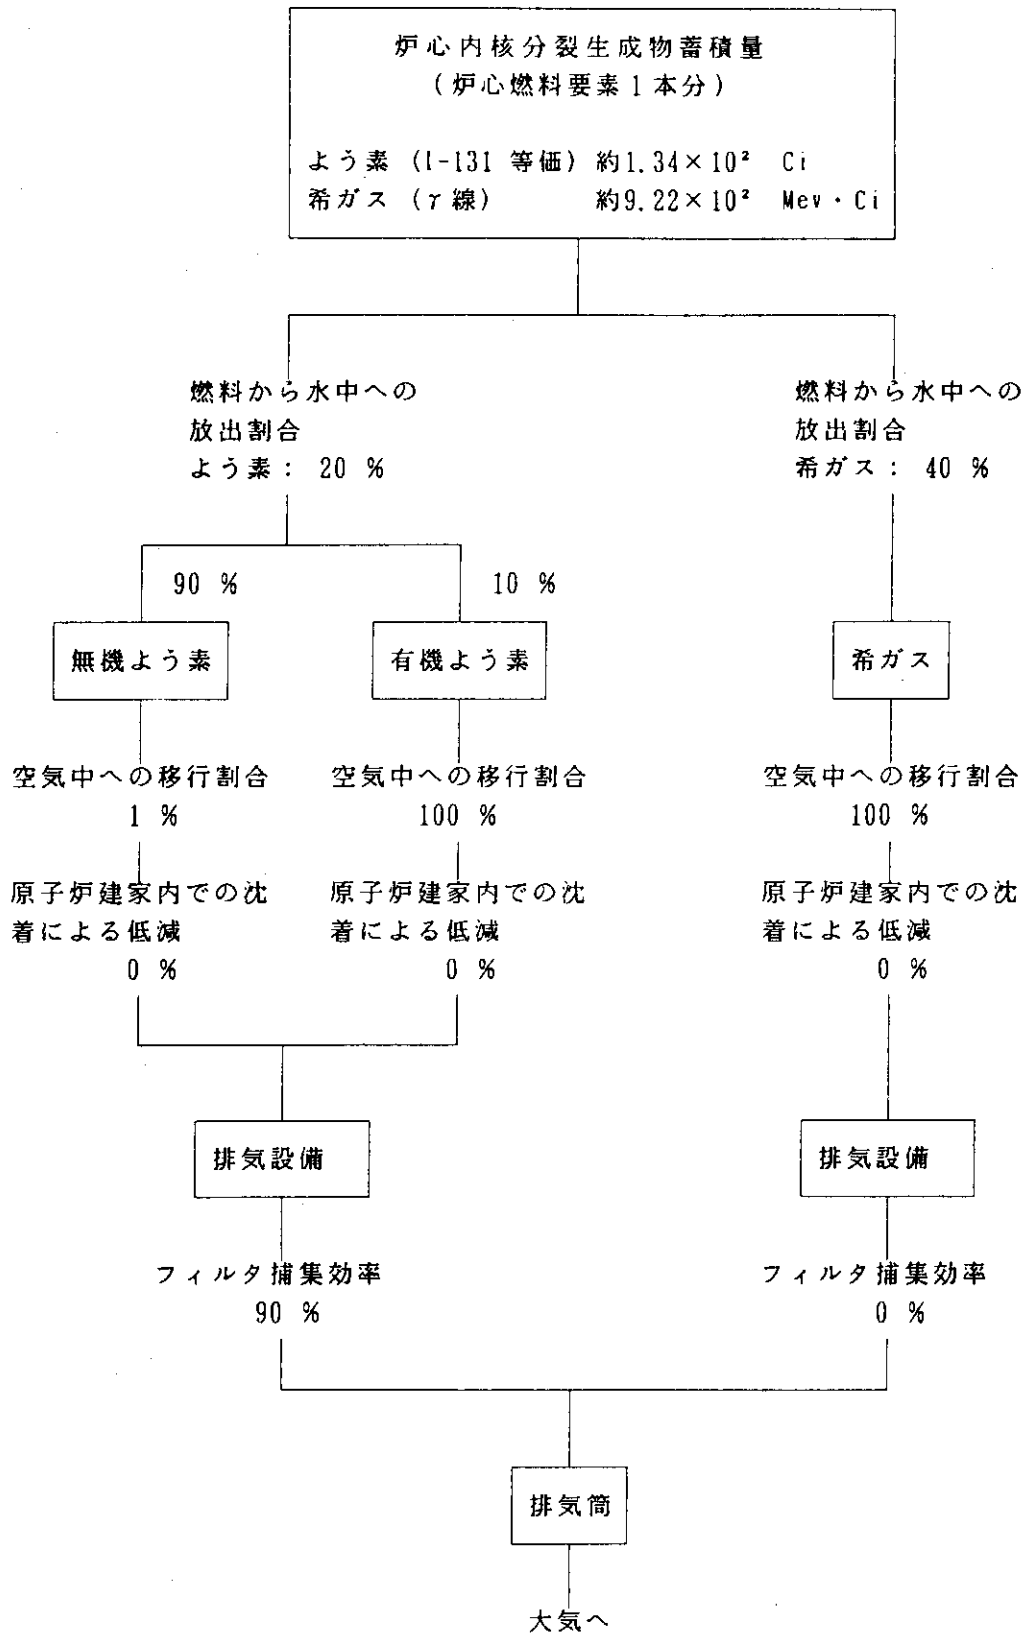 炉心内核分裂生成物蓄積量
(炉心燃料要素1本分)
よう素 (I-131 等価) 約1.34×10² Ci
希ガス (γ線) 約9.22×10² Mev・Ci
燃料から水中への
放出割合
よう素: 20 %
燃料から水中への
放出割合
希ガス: 40 %
90 %
10 %
無機よう素
有機よう素
希ガス
空気中への移行割合
1 %
空気中への移行割合
100 %
空気中への移行割合
100 %
原子炉建家内での沈
着による低減
0 %
原子炉建家内での沈
着による低減
0 %
原子炉建家内での沈
着による低減
0 %
排気設備
排気設備
フィルタ捕集効率
90 %
フィルタ捕集効率
0 %
排気筒
大気へ